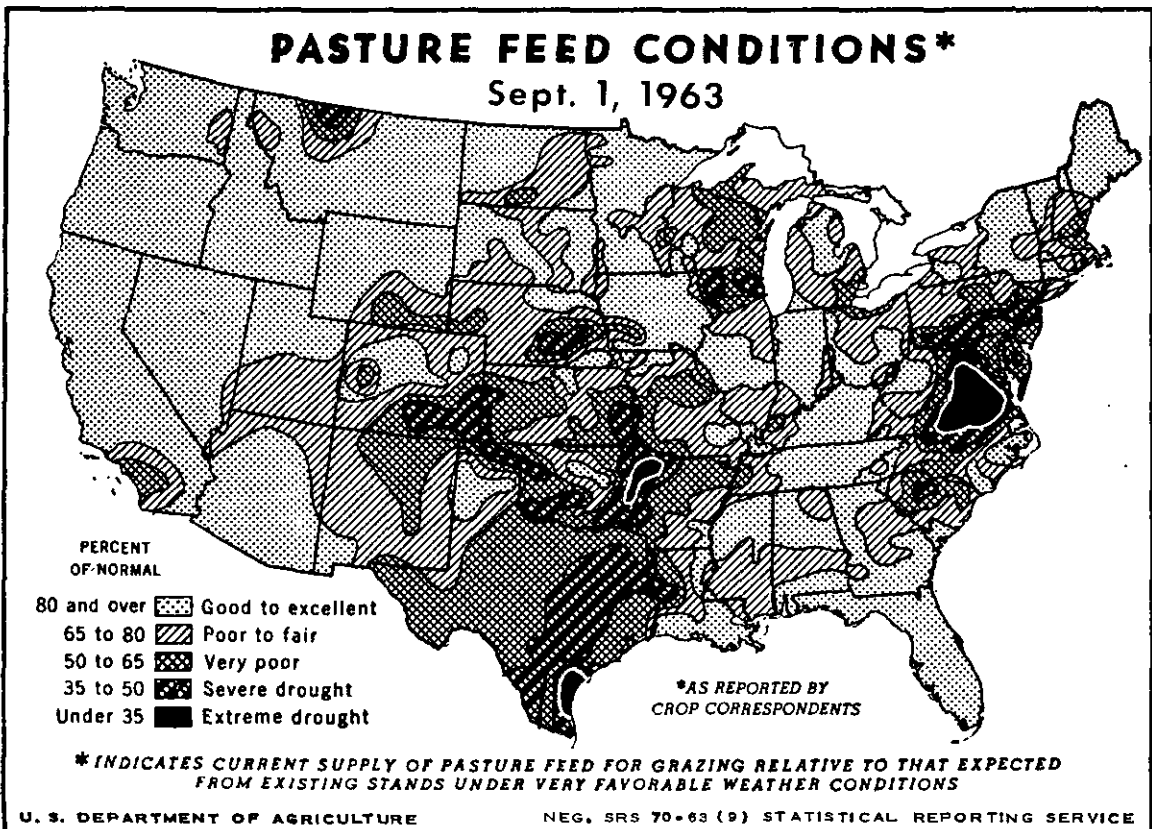 PASTURE FEED CONDITIONS*
Sept. 1, 1963
PERCENT
OF NORMAL
80 and over Good to excellent
65 to 80 Poor to fair
50 to 65 Very poor
35 to 50 Severe drought
Under 35 Extreme drought
*AS REPORTED BY
CROP CORRESPONDENTS
* INDICATES CURRENT SUPPLY OF PASTURE FEED FOR GRAZING RELATIVE TO THAT EXPECTED
FROM EXISTING STANDS UNDER VERY FAVORABLE WEATHER CONDITIONS
U. S. DEPARTMENT OF AGRICULTURE NEG. SRS 70-63 (9) STATISTICAL REPORTING SERVICE